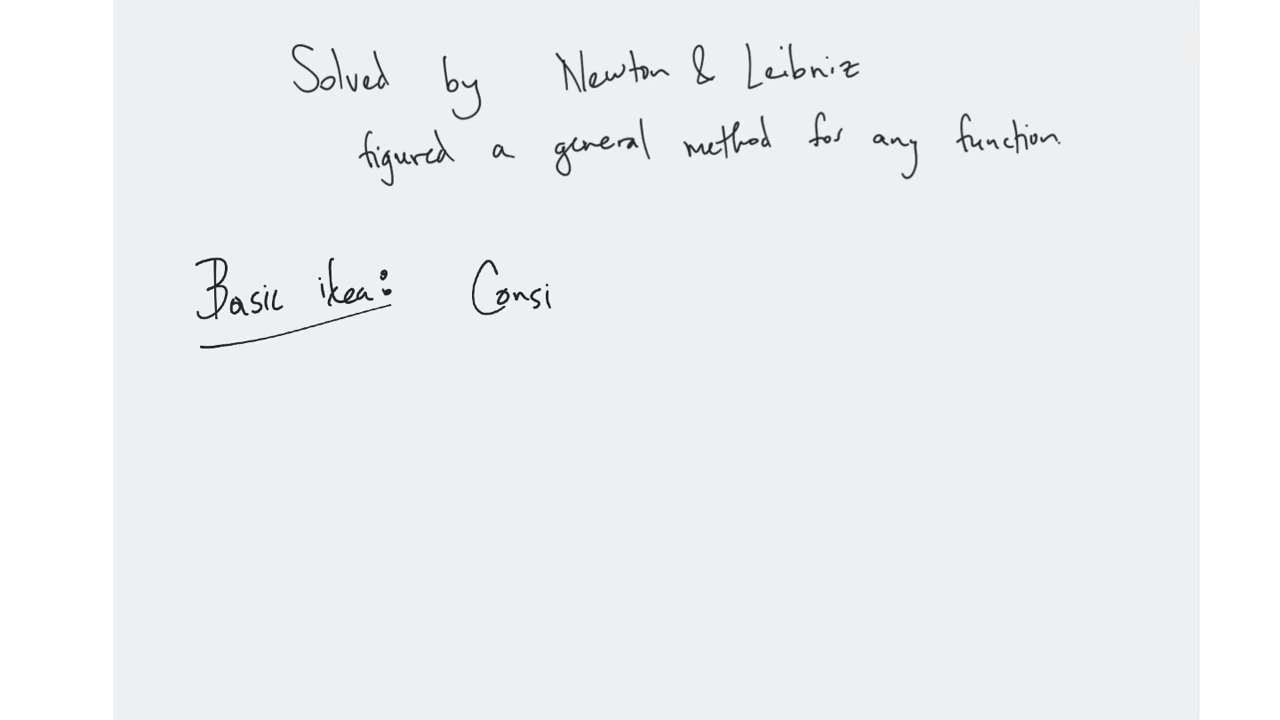 Solved by Newton & Leibniz
figured a general method for any function
Basic idea: Consi